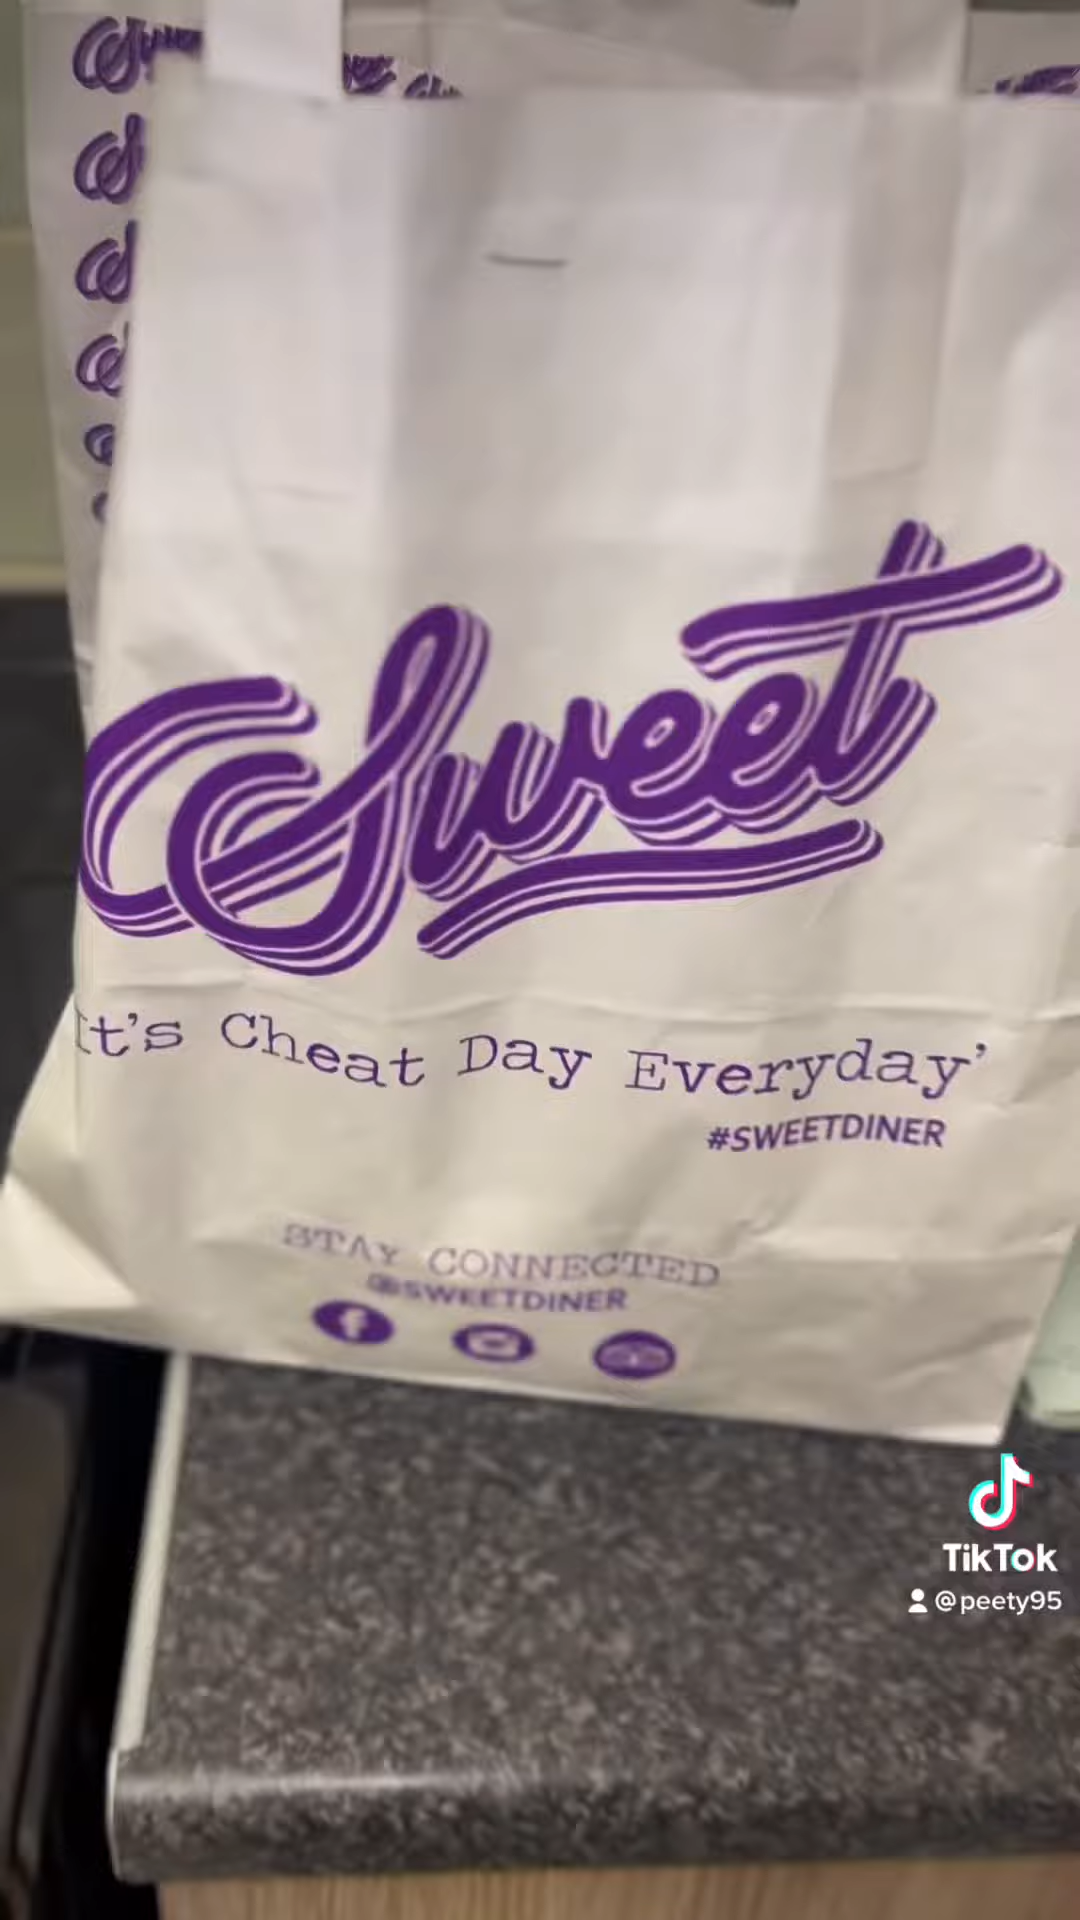 Sweet
It's Cheat Day Everyday'
#SWEETDINER
STAY CONNECTED
@SWEETDINER
TikTok
@peety95